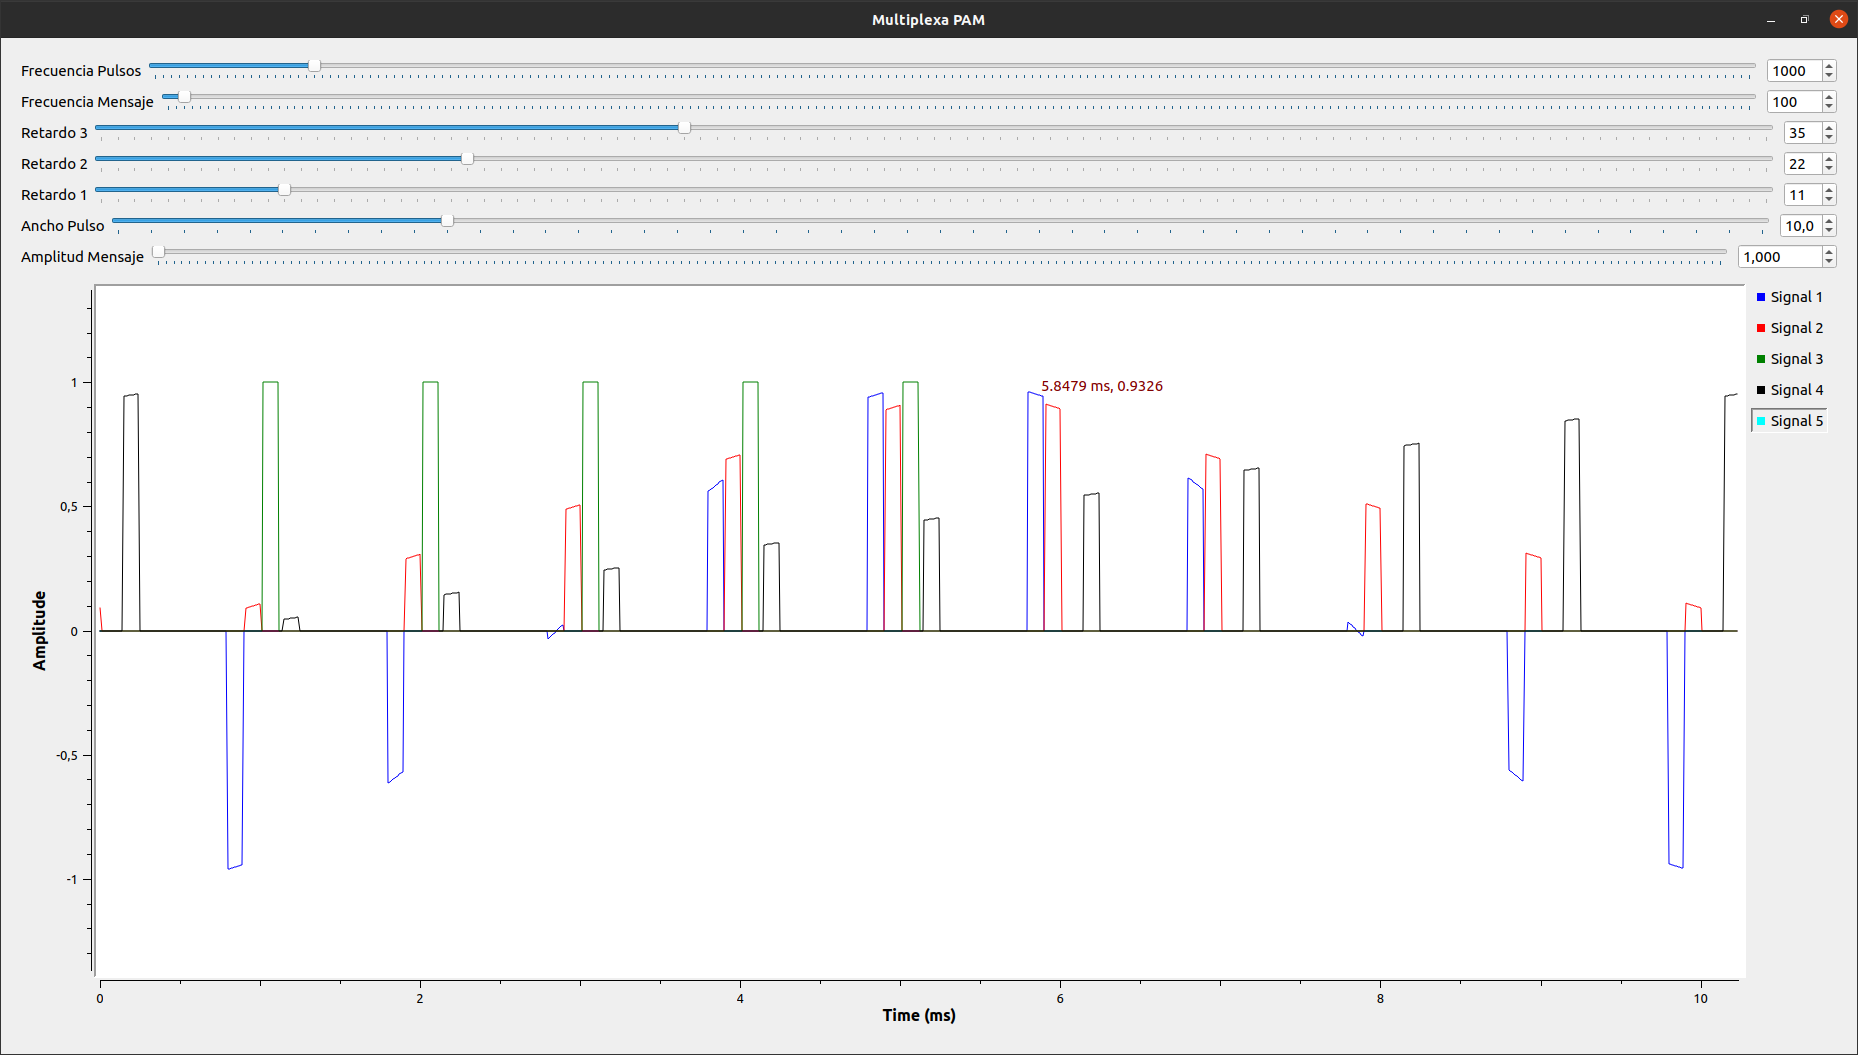 Multiplexa PAM
Frecuencia Pulsos 1000
Frecuencia Mensaje 100
Retardo 3 35
Retardo 2 22
Retardo 1 11
Ancho Pulso 10,0
Amplitud Mensaje 1,000
Signal 1
Signal 2
Signal 3
Signal 4
Signal 5
5.8479 ms, 0.9326
1
0,5
0
-0,5
-1
Amplitude
0 2 4 6 8 10
Time (ms)